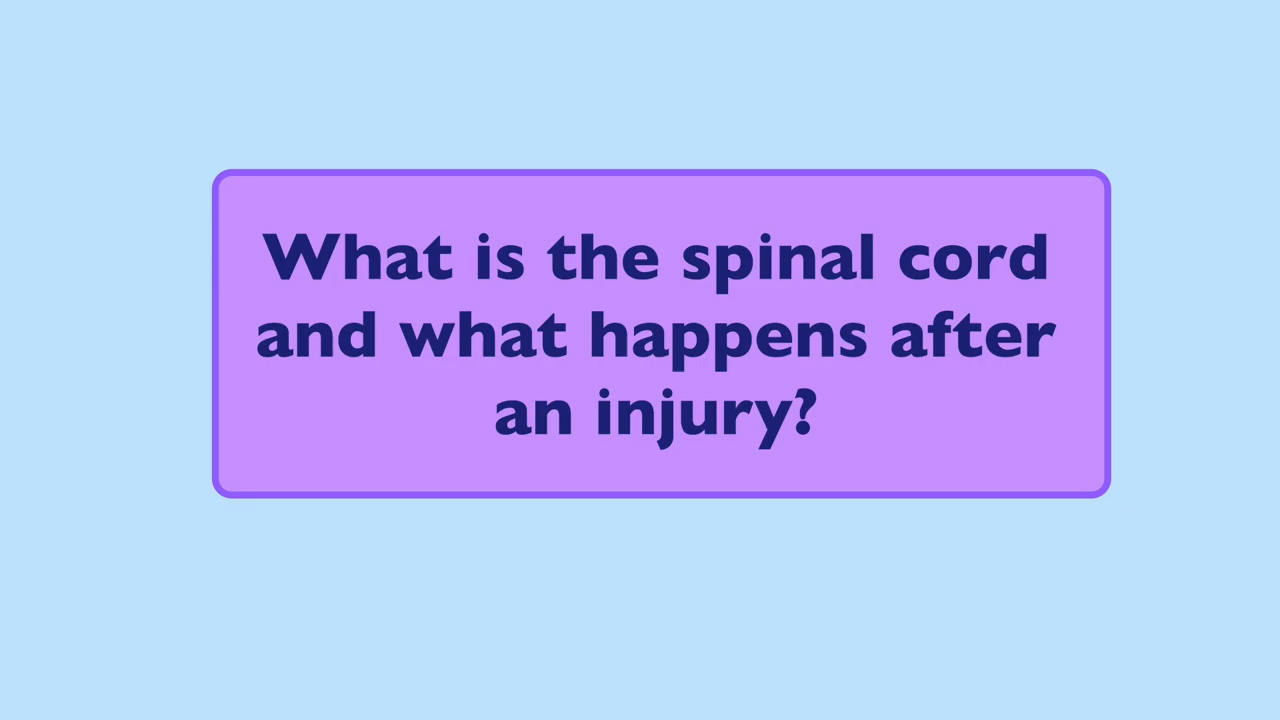 What is the spinal cord
and what happens after
an injury?